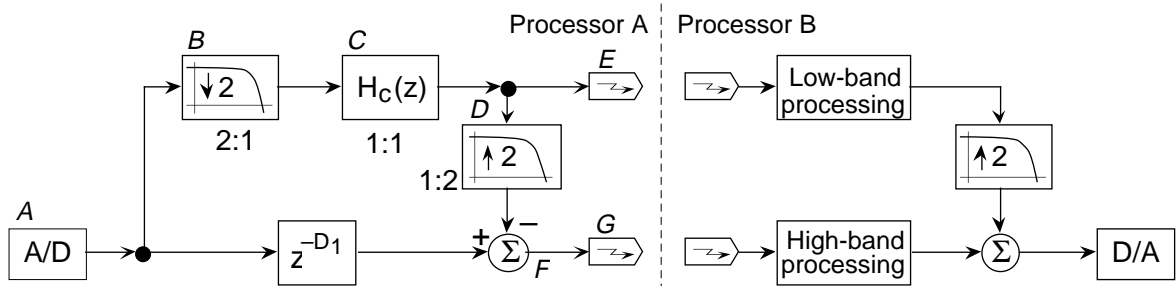 Processor A
Processor B
B
C
E
↓ 2
H_c(z)
Low-band
processing
D
2:1
1:1
↑ 2
↑ 2
1:2
A
–
G
A/D
z^–D1
+
Σ
F
High-band
processing
Σ
D/A